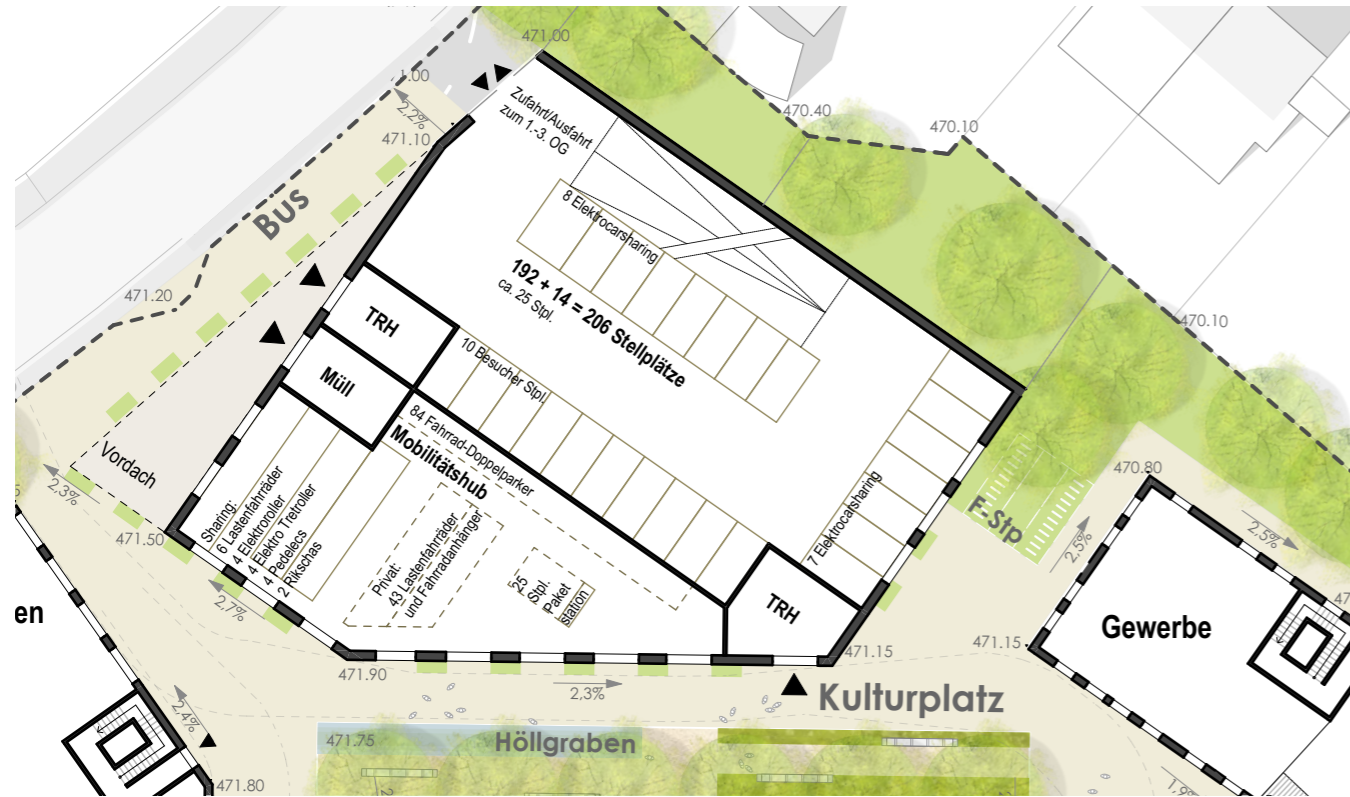 471.00
1.00
2,2%
471.10
Zufahrt/Ausfahrt
zum 1.-3. OG
470.40
470.10
Bus
8 Elektrocarsharing
192 + 14 = 206 Stellplätze
ca. 25 Stpl.
471.20
470.10
TRH
10 Besucher Stpl.
Müll
84 Fahrrad-Doppelparker
Mobilitätshub
Vordach
2,3%
471.50
Sharing:
6 Lastenfahrräder
4 Elektroroller
4 Elektro Tretroller
4 Pedelecs
2 Rikschas
Privat:
43 Lastenfahrräder
und Fahrradanhänger
25
Stpl.
Paket
station
7 Elektrocarsharing
F-Stp
470.80
2,5%
2,5%
TRH
2,7%
en
Gewerbe
471.15
471.15
471.90
2,3%
Kulturplatz
2,4%
471.75
Höllgraben
471.80
1,9%